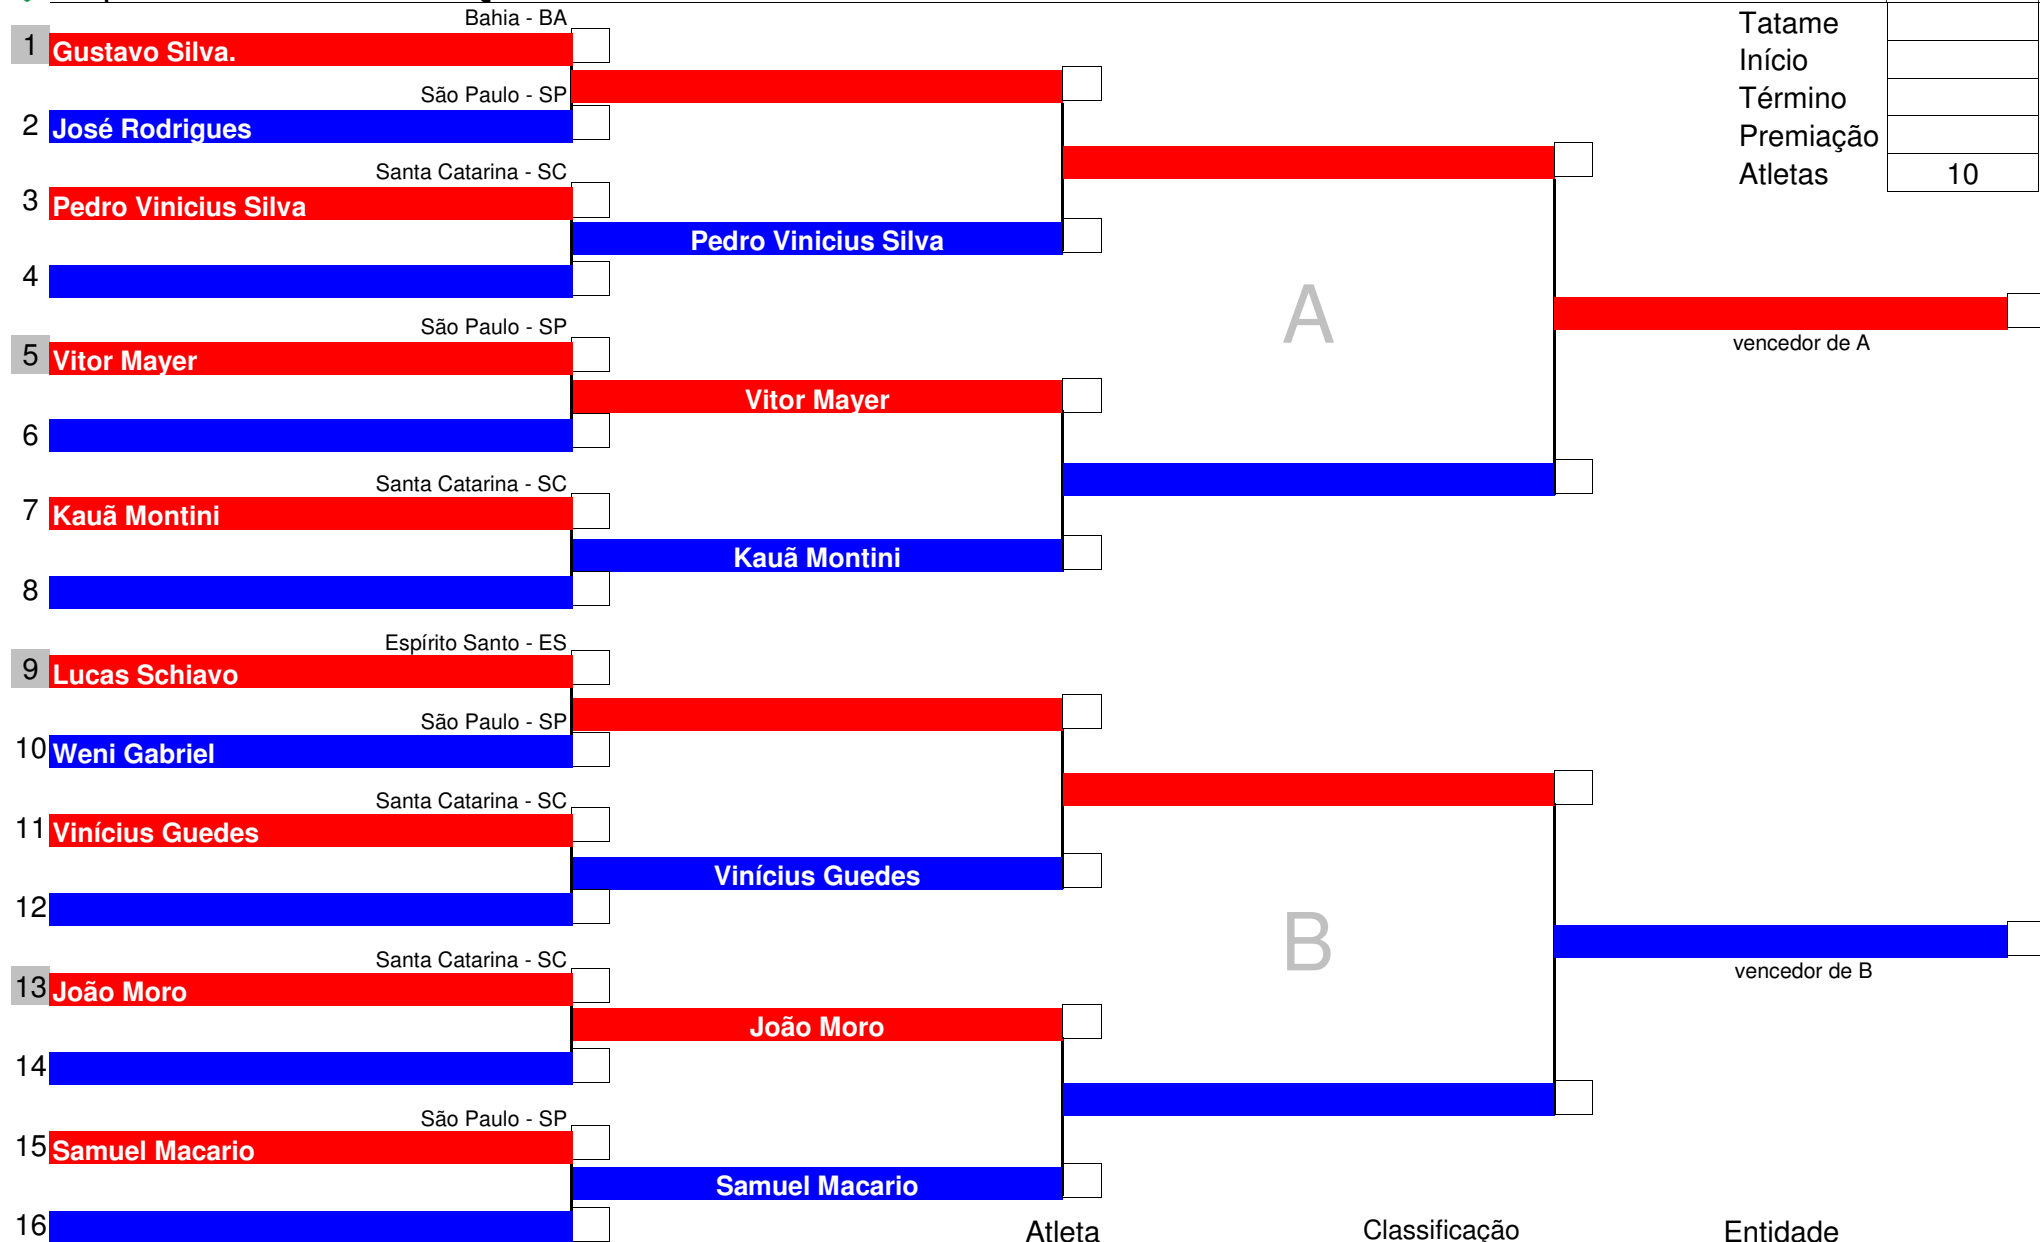 Bahia - BA
1 Gustavo Silva.
São Paulo - SP
2 José Rodrigues
Santa Catarina - SC
3 Pedro Vinicius Silva
Pedro Vinicius Silva
4
São Paulo - SP
5 Vitor Mayer
Vitor Mayer
6
Santa Catarina - SC
7 Kauã Montini
Kauã Montini
8
Espírito Santo - ES
9 Lucas Schiavo
São Paulo - SP
10 Weni Gabriel
Santa Catarina - SC
11 Vinícius Guedes
Vinícius Guedes
12
Santa Catarina - SC
13 João Moro
João Moro
14
São Paulo - SP
15 Samuel Macario
Samuel Macario
16
A
B
vencedor de A
vencedor de B
Tatame
Início
Término
Premiação
Atletas 10
Atleta Classificação Entidade